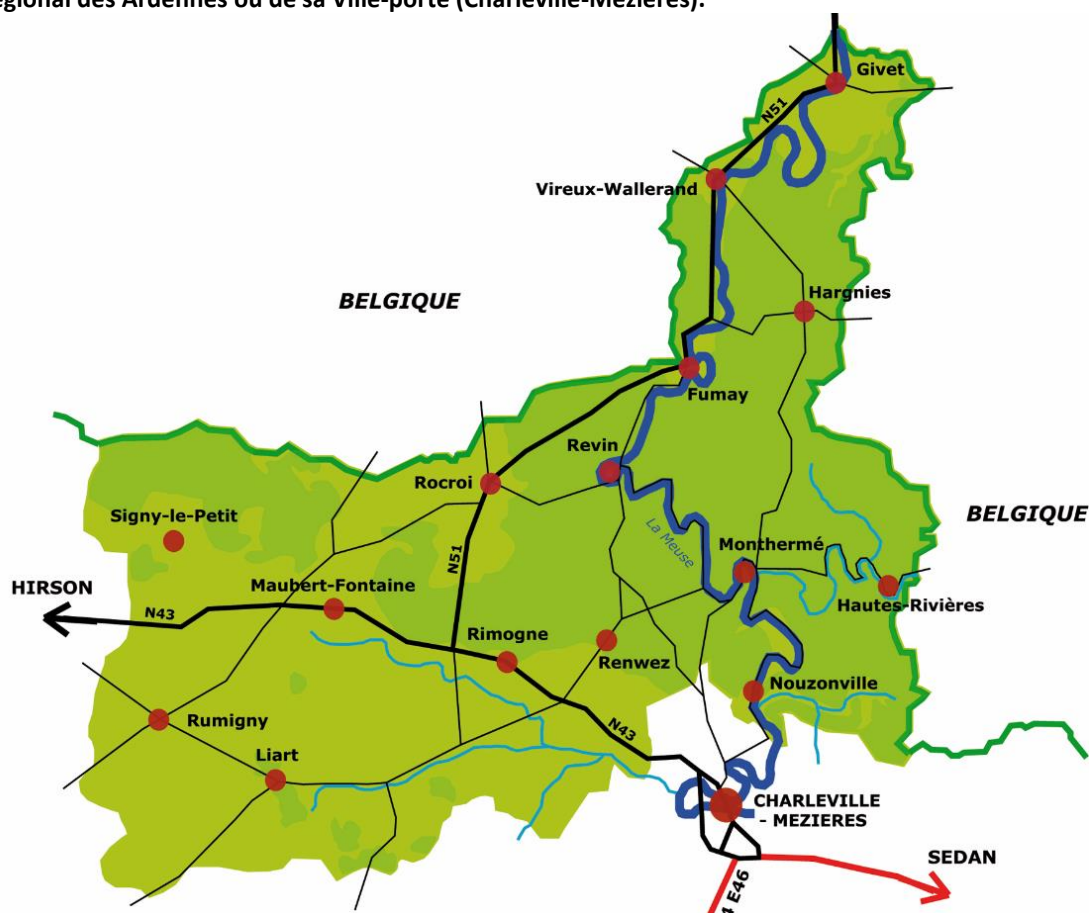 égional des Ardennes ou de sa Ville-porte (Charleville-Mézières).
Givet
N51
Vireux-Wallerand
BELGIQUE
Hargnies
Fumay
Revin
Rocroi
Signy-le-Petit
La Meuse
Monthermé
BELGIQUE
HIRSON
N43
Maubert-Fontaine
N51
Hautes-Rivières
Rimogne
Renwez
Nouzonville
Rumigny
N43
Liart
CHARLEVILLE
- MEZIERES
SEDAN
4 E46